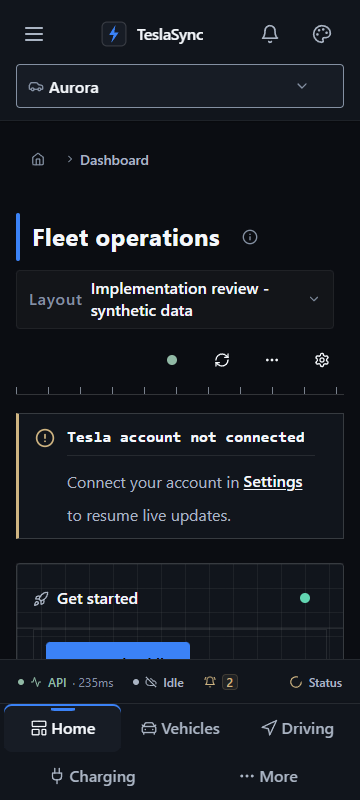 TeslaSync
Aurora
Dashboard
Fleet operations
Layout
Implementation review -
synthetic data
Tesla account not connected
Connect your account in Settings
to resume live updates.
Get started
API · 235ms
Idle
2
Status
Home
Vehicles
Driving
Charging
More